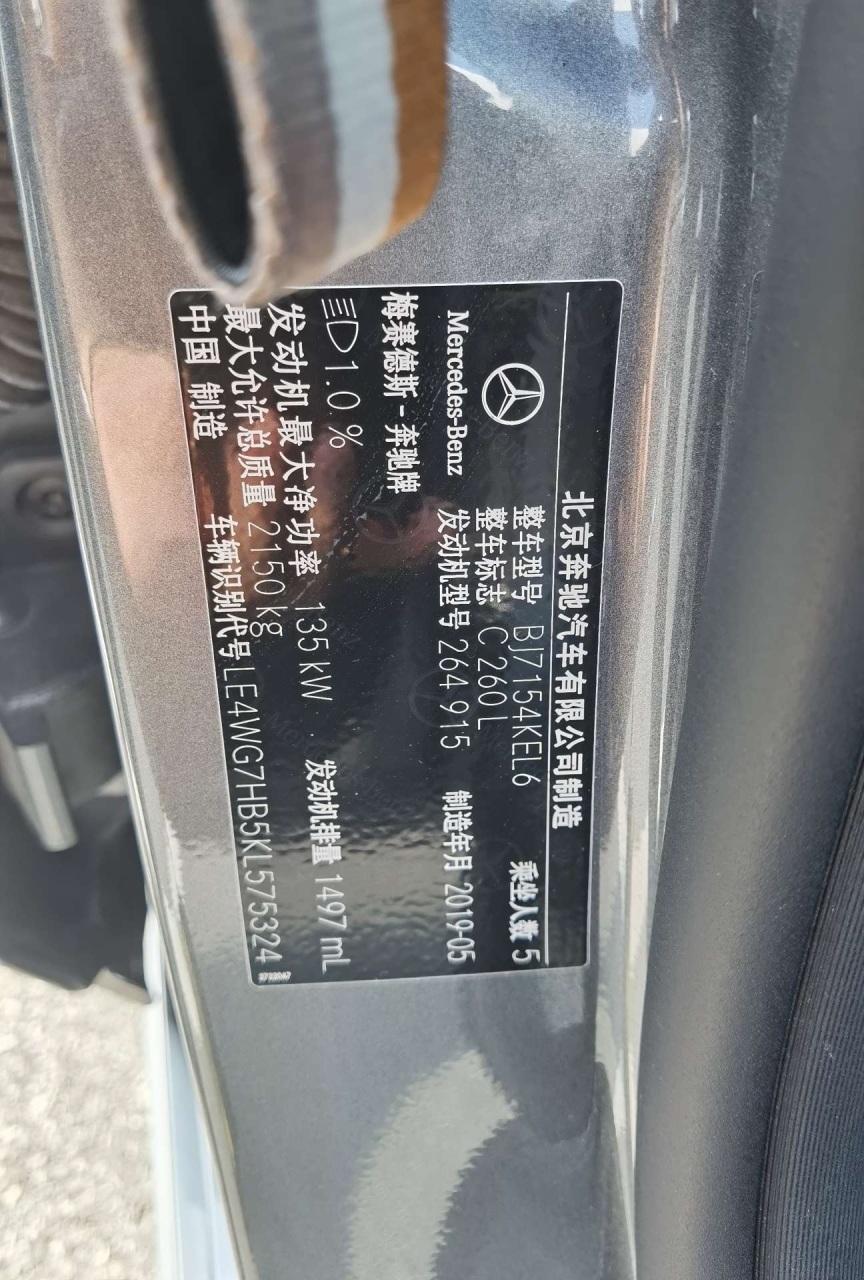 北京奔驰汽车有限公司制造
整车型号 BJ7154KEL6 乘坐人数 5
整车标志 C 260 L
Mercedes-Benz 发动机型号 264 915 制造年月 2019-05
梅赛德斯-奔驰牌
1.0 %
发动机最大净功率 135 kW 发动机排量 1497 mL
最大允许总质量 2150 kg
中国 制造 车辆识别代号 LE4WG7HB5KL575324